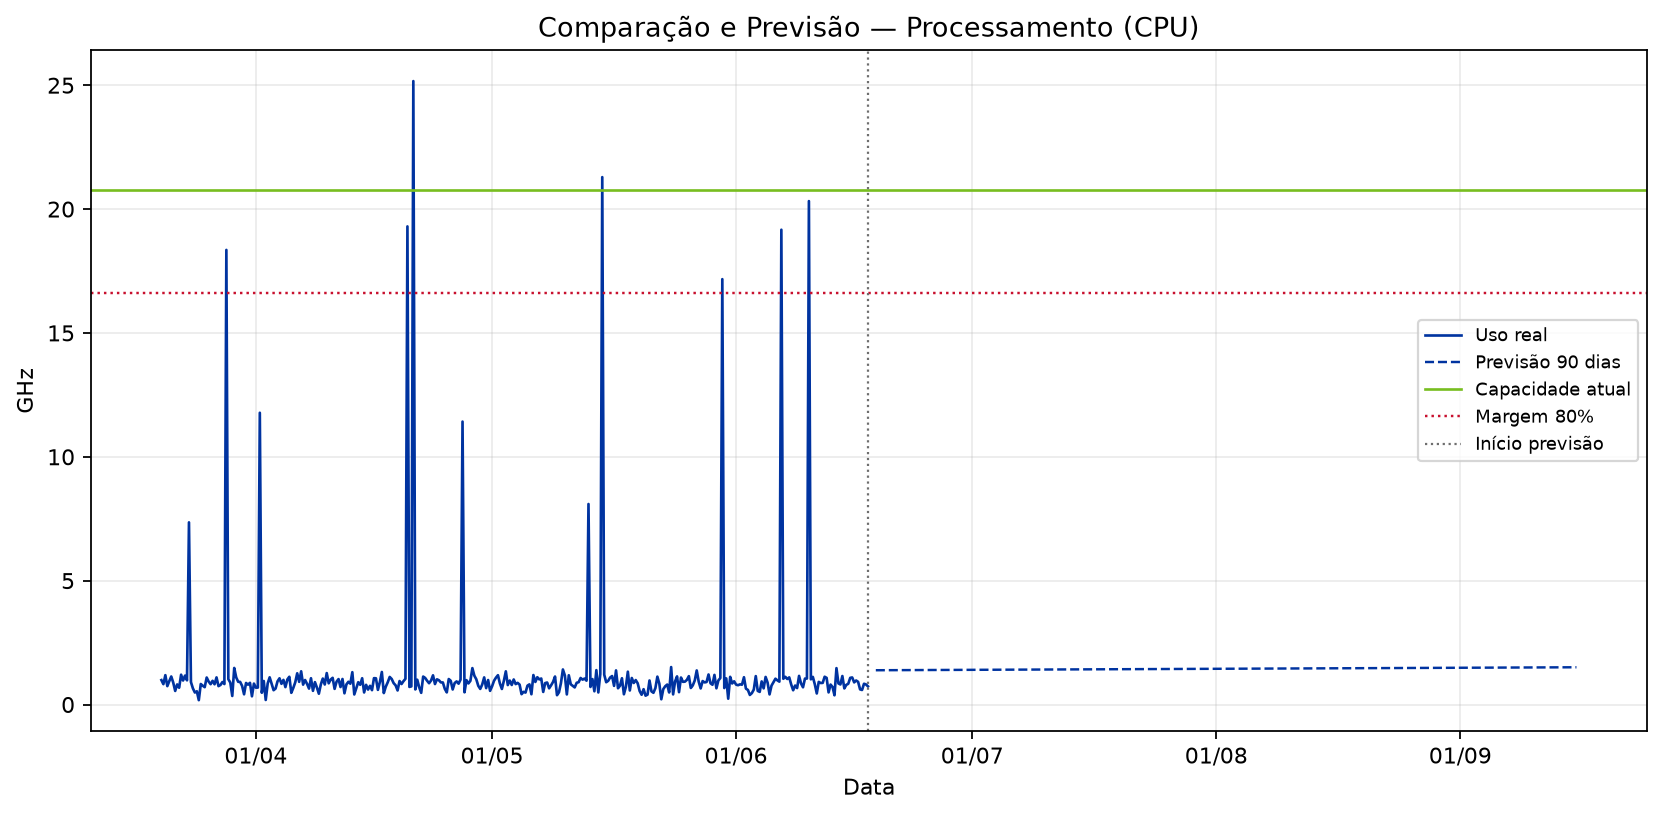 Comparação e Previsão — Processamento (CPU)
GHz
25
20
15
10
5
0
Uso real
Previsão 90 dias
Capacidade atual
Margem 80%
Início previsão
01/04
01/05
01/06
01/07
01/08
01/09
Data